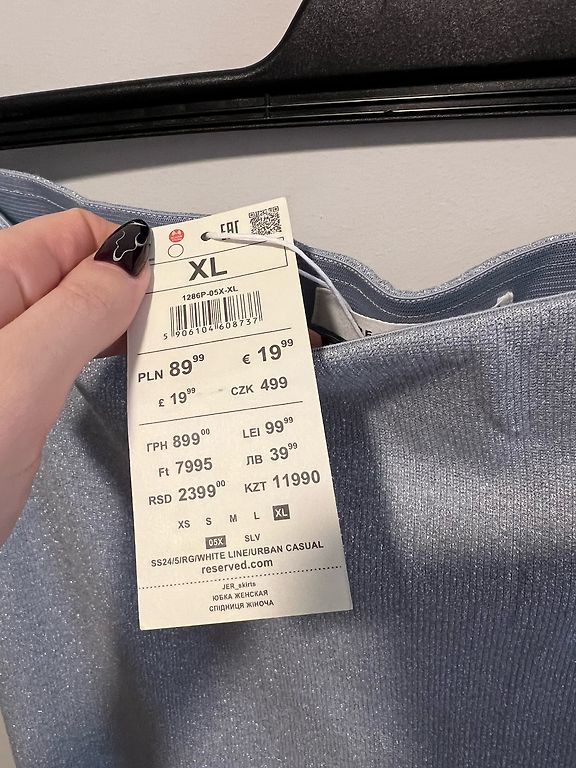 EAC
XL
1286P-05X-XL
5 906104 608737
PLN 89⁹⁹ € 19⁹⁹
£ 19⁹⁹ CZK 499
ГРН 899⁰⁰ LEI 99⁹⁹
Ft 7995 ЛВ 39⁹⁹
RSD 2399⁰⁰ KZT 11990
XS S M L XL
05X SLV
SS24/5/RG/WHITE LINE/URBAN CASUAL
reserved.com
JER_skirts
ЮБКА ЖЕНСКАЯ
СПІДНИЦЯ ЖІНОЧА